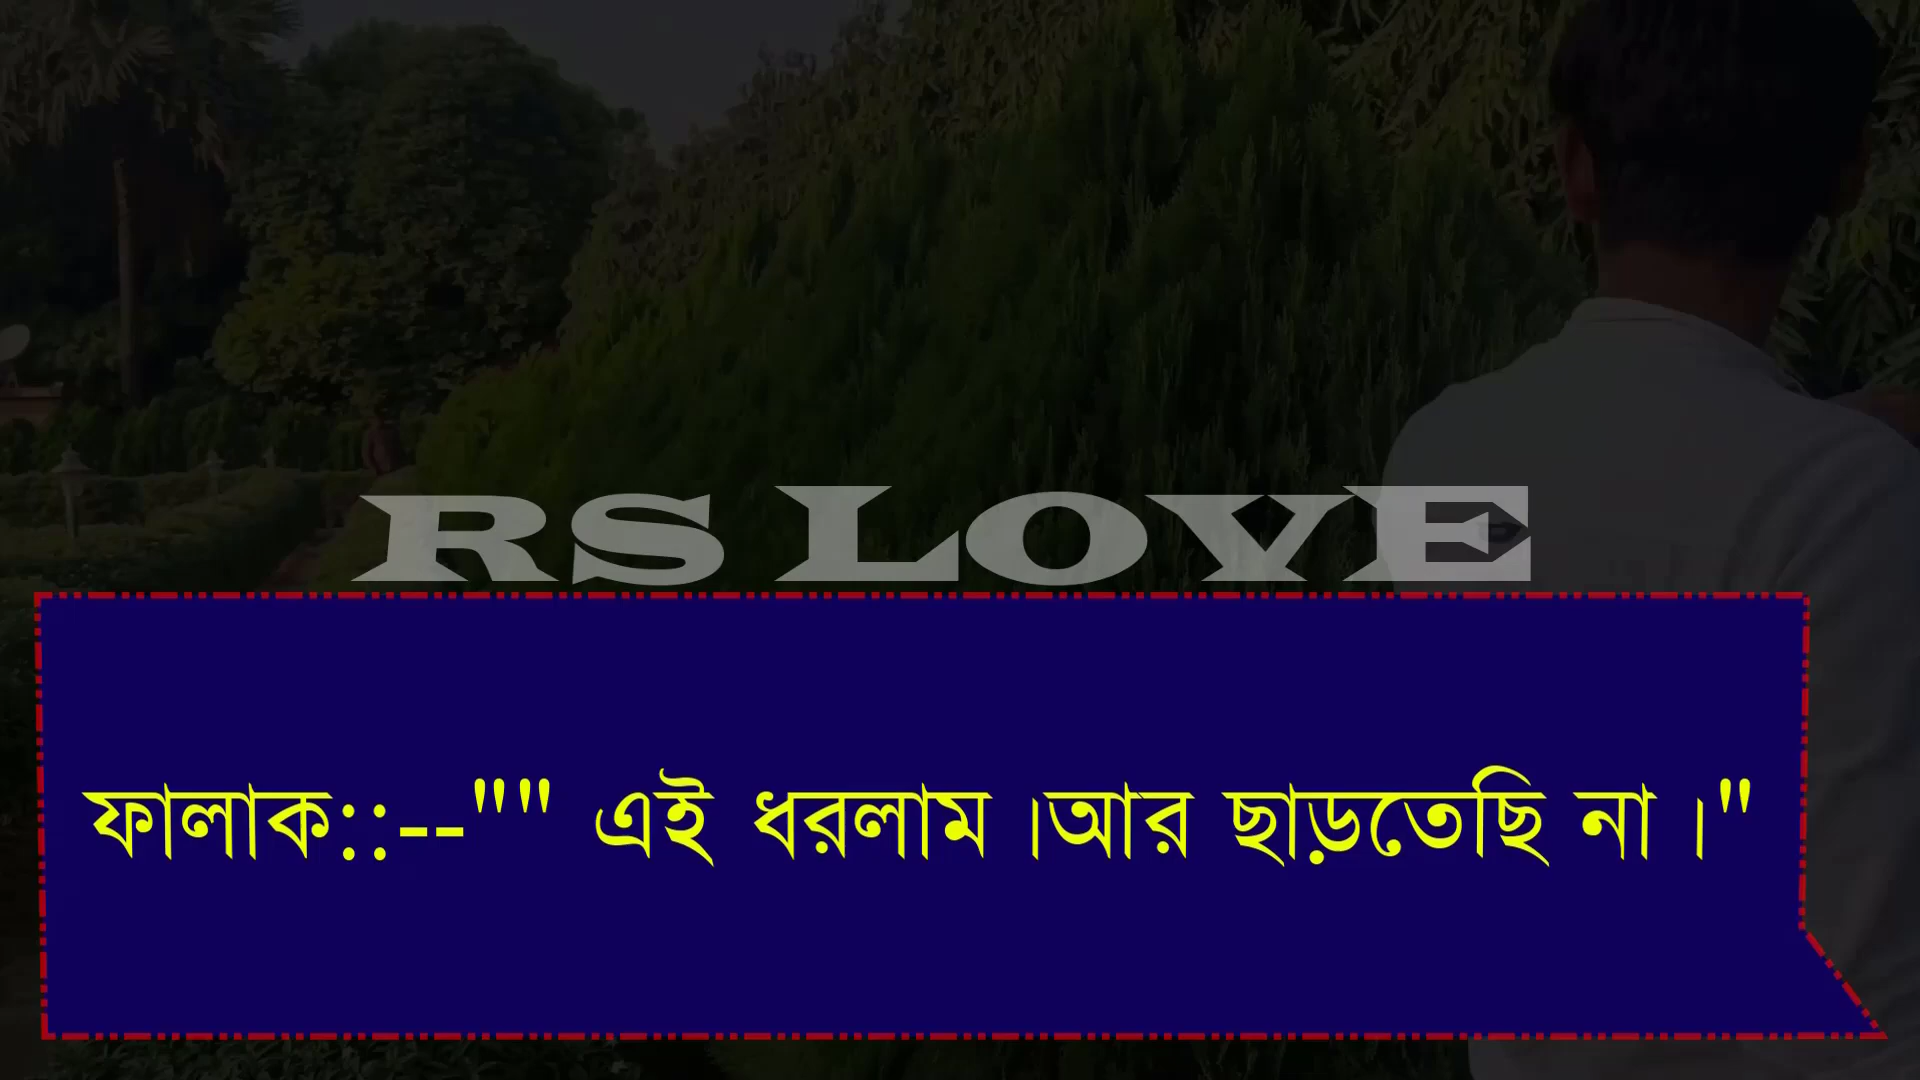 RS LOVE
ফালাক::--"" এই ধরলাম ।আর ছাড়তেছি না ।"